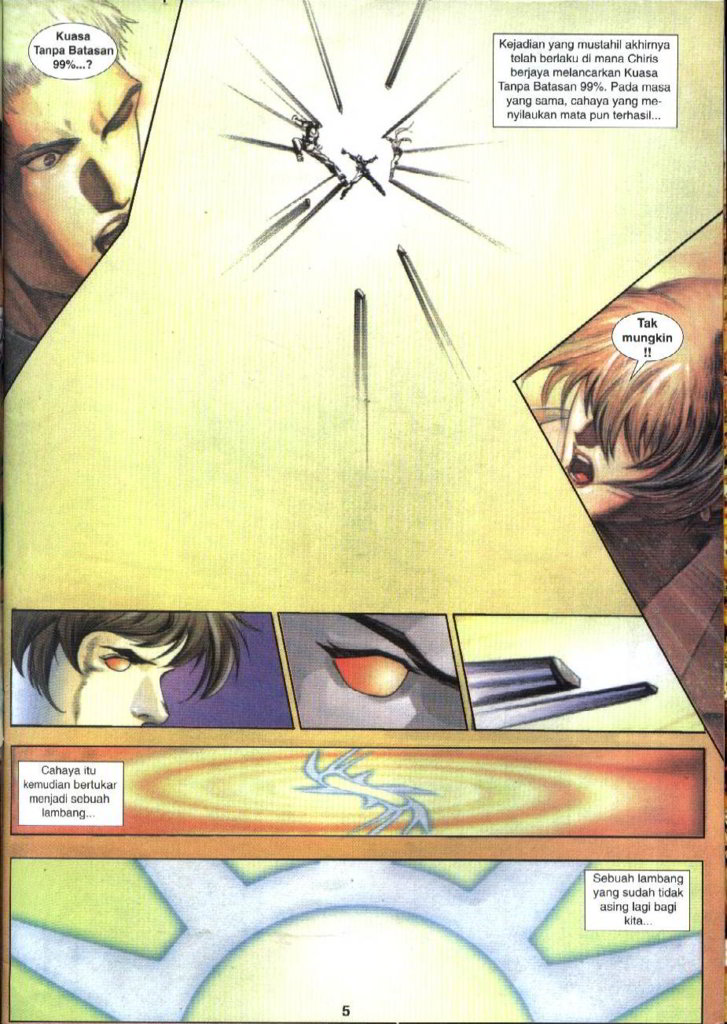 Kuasa
Tanpa Batasan
99%...?
Kejadian yang mustahil akhirnya
telah berlaku di mana Chiris
berjaya melancarkan Kuasa
Tanpa Batasan 99%. Pada masa
yang sama, cahaya yang me-
nyilaukan mata pun terhasil...
Tak
mungkin
!!
Cahaya itu
kemudian bertukar
menjadi sebuah
lambang...
Sebuah lambang
yang sudah tidak
asing lagi bagi
kita...
5